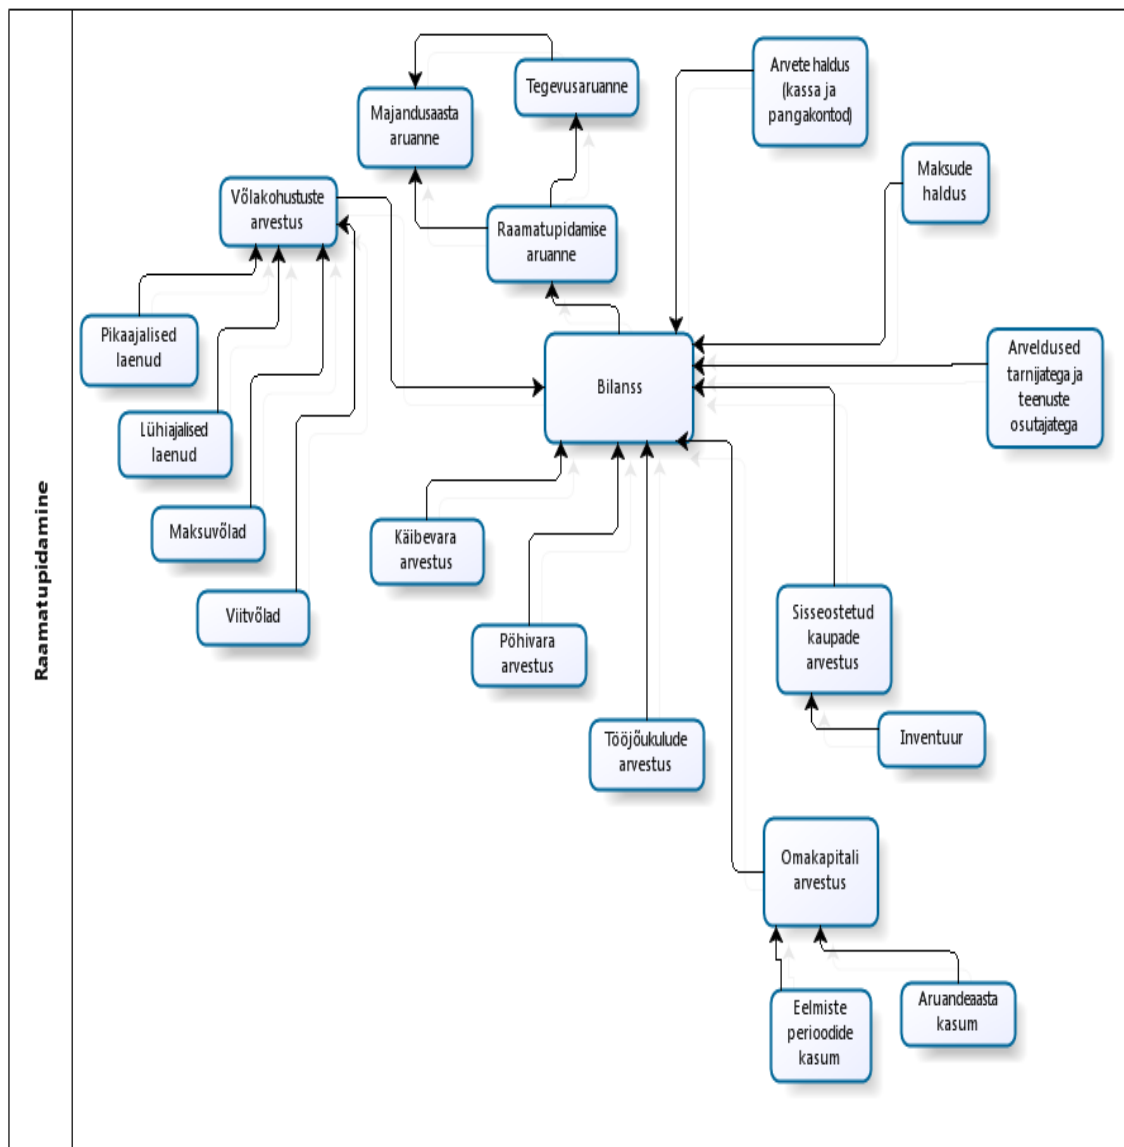 Raamatupidamine
Tegevusaruanne
Majandusaasta
aruanne
Arvete haldus
(kassa ja
pangakontod)
Maksude
haldus
Võlakohustuste
arvestus
Raamatupidamise
aruanne
Pikaajalised
laenud
Bilanss
Arveldused
tarnijatega ja
teenuste
osutajatega
Lühiajalised
laenud
Maksuvõlad
Käibevara
arvestus
Viitvõlad
Põhivara
arvestus
Sisseostetud
kaupade
arvestus
Tööjõukulude
arvestus
Inventuur
Omakapitali
arvestus
Eelmiste
perioodide
kasum
Aruandeaasta
kasum